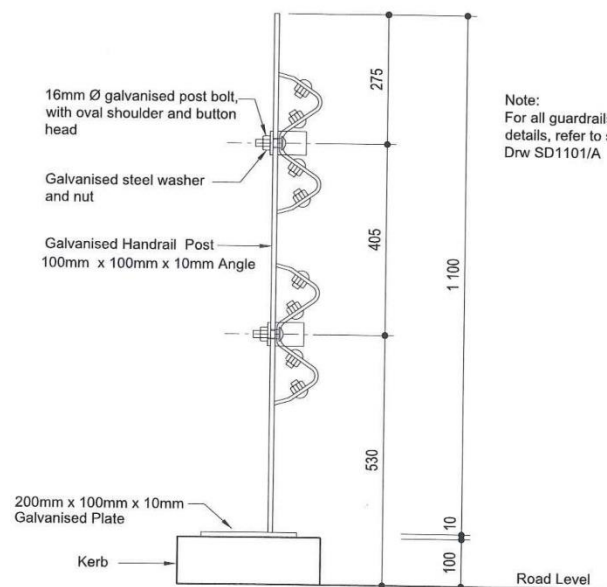 16mm Ø galvanised post bolt,
with oval shoulder and button
head
Galvanised steel washer
and nut
Galvanised Handrail Post
100mm x 100mm x 10mm Angle
200mm x 100mm x 10mm
Galvanised Plate
Kerb
275
405
530
1 100
10
100
Road Level
Note:
For all guardrail
details, refer to
Drw SD1101/A